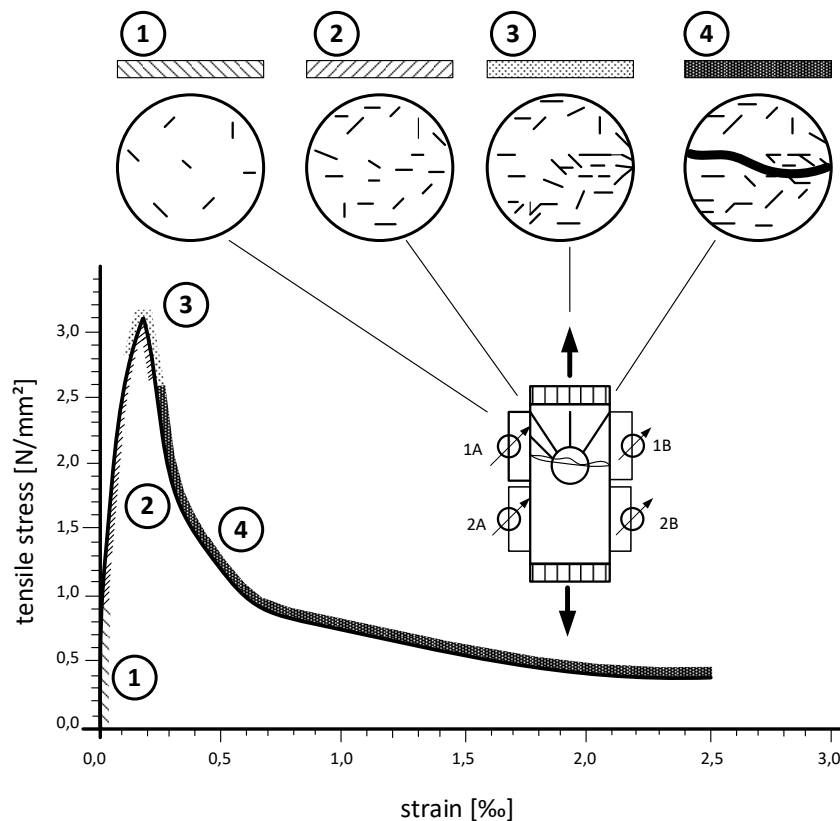 1 2 3 4
3,0
2,5
2,0
1,5
1,0
0,5
0,0
tensile stress [N/mm²]
3
2
4
1
1A 1B
2A 2B
0,0 0,5 1,0 1,5 2,0 2,5 3,0
strain [‰]